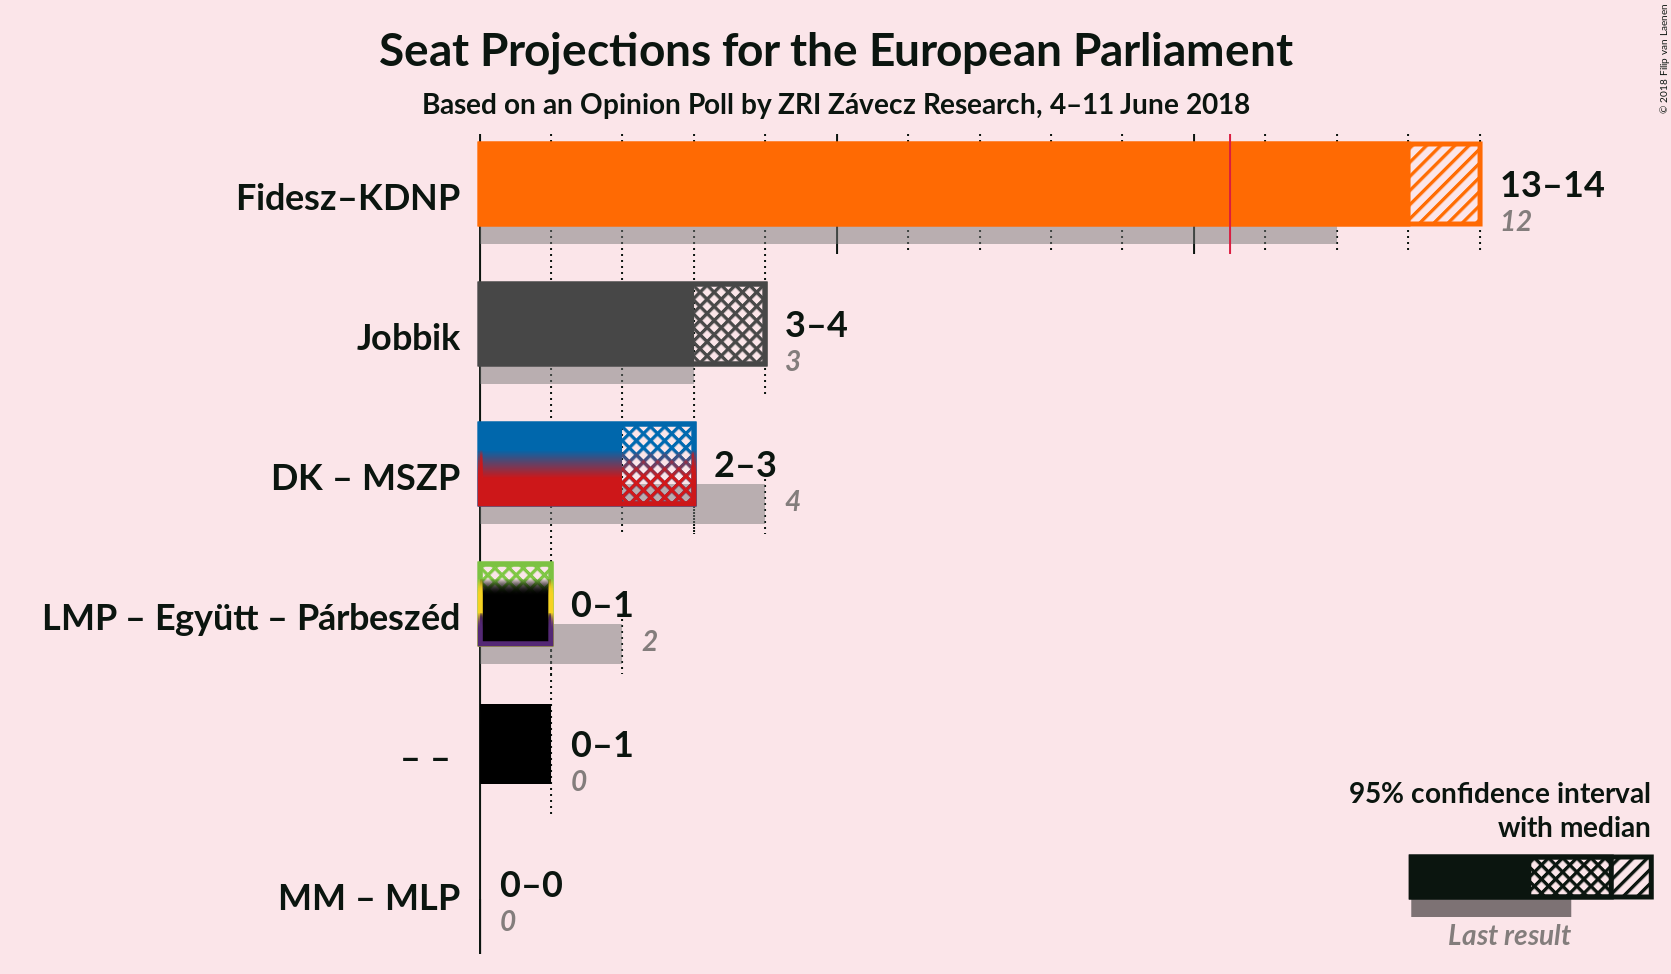 Seat Projections for the European Parliament
Based on an Opinion Poll by ZRI Závecz Research, 4–11 June 2018
© 2018 Filip van Laenen
Fidesz–KDNP
13–14
12
Jobbik
3–4
3
DK – MSZP
2–3
4
LMP – Együtt – Párbeszéd
0–1
2
– –
0–1
0
MM – MLP
0–0
0
95% confidence interval
with median
Last result